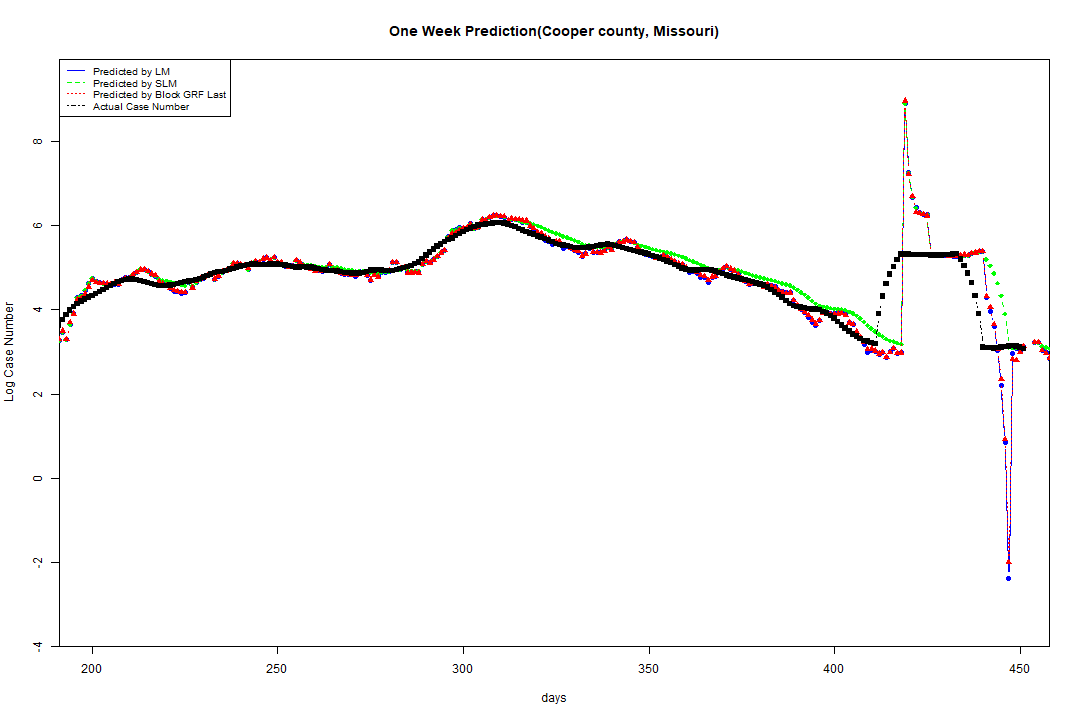 One Week Prediction(Cooper county, Missouri)
Predicted by LM
Predicted by SLM
Predicted by Block GRF Last
Actual Case Number
8
6
4
2
0
-2
-4
Log Case Number
200 250 300 350 400 450
days